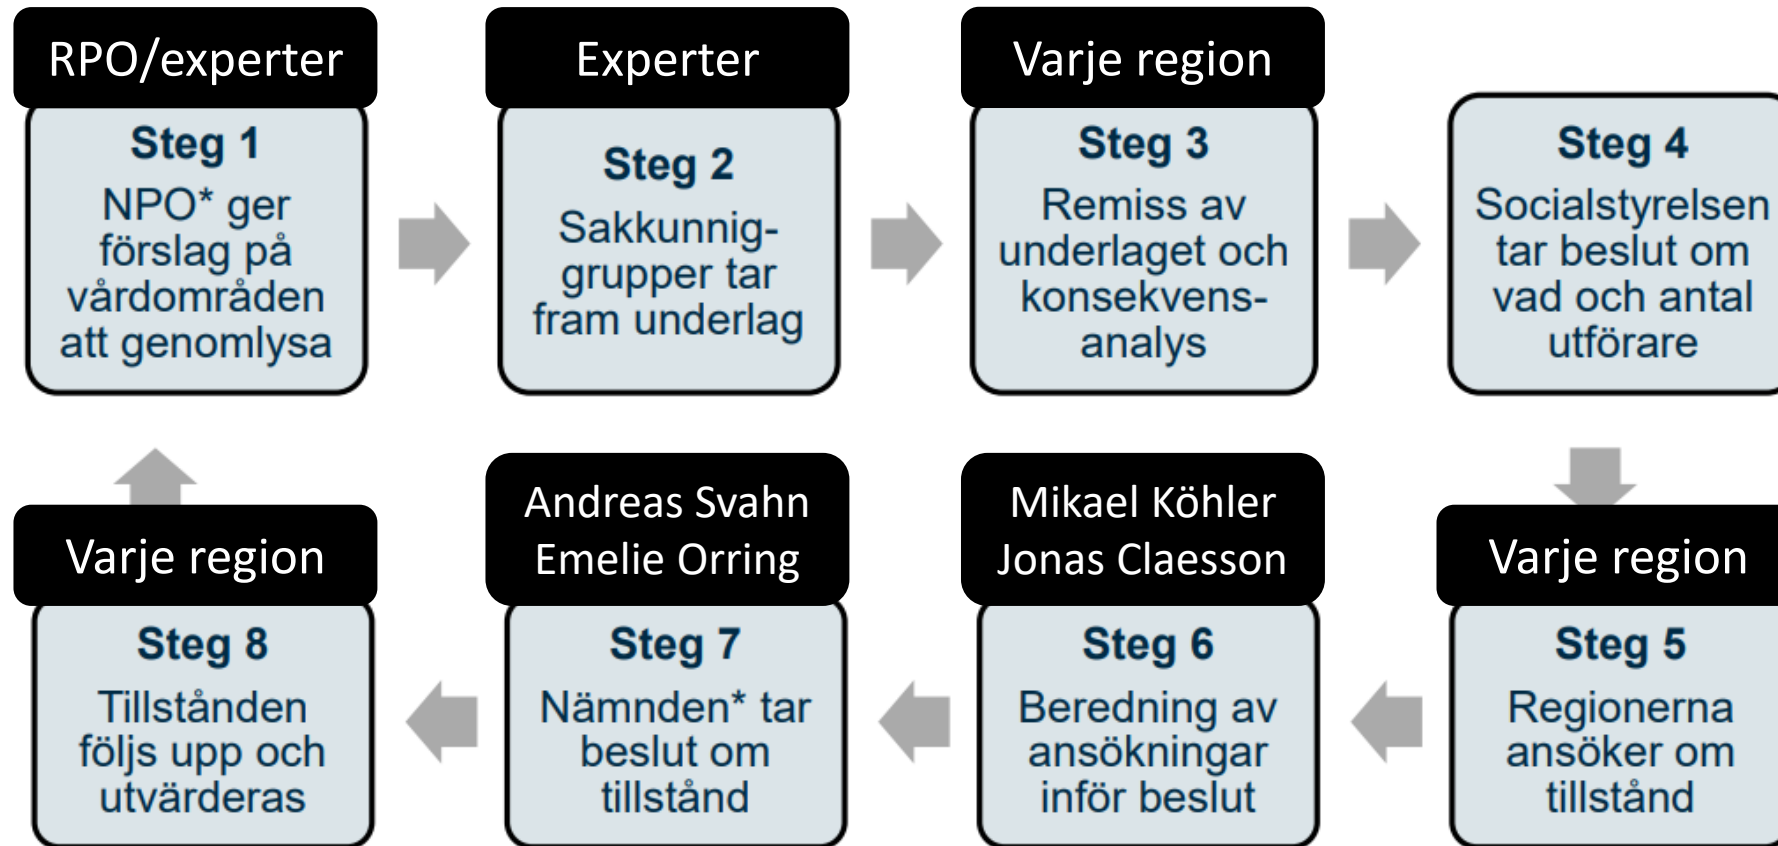 RPO/experter
Steg 1
NPO* ger
förslag på
vårdområden
att genomlysa
Experter
Steg 2
Sakkunnig-
grupper tar
fram underlag
Varje region
Steg 3
Remiss av
underlaget och
konsekvens-
analys
Steg 4
Socialstyrelsen
tar beslut om
vad och antal
utförare
Varje region
Steg 5
Regionerna
ansöker om
tillstånd
Mikael Köhler
Jonas Claesson
Steg 6
Beredning av
ansökningar
inför beslut
Andreas Svahn
Emelie Orring
Steg 7
Nämnden* tar
beslut om
tillstånd
Varje region
Steg 8
Tillstånden
följs upp och
utvärderas